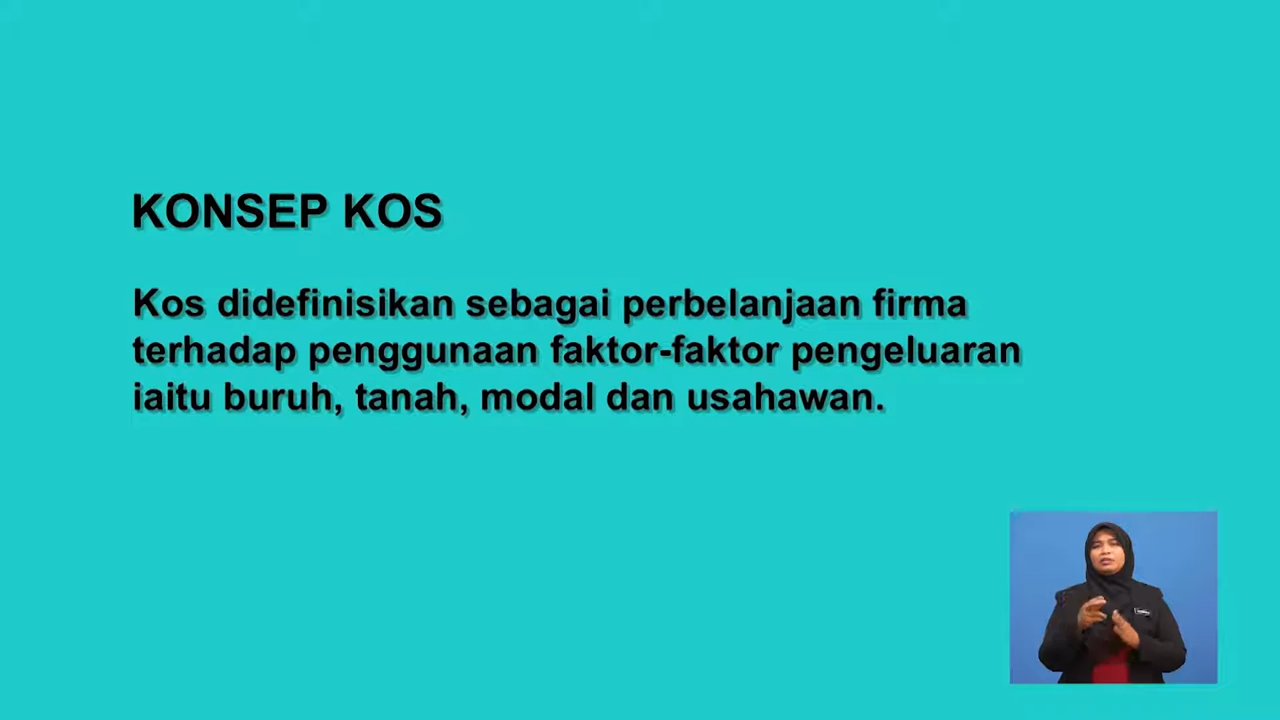 KONSEP KOS
Kos didefinisikan sebagai perbelanjaan firma
terhadap penggunaan faktor-faktor pengeluaran
iaitu buruh, tanah, modal dan usahawan.